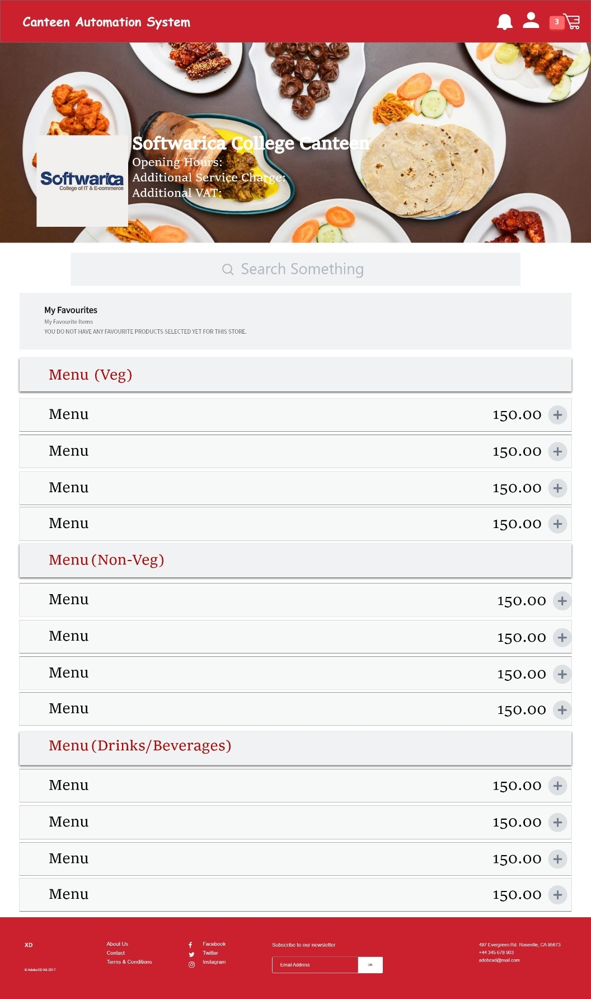 Canteen Automation System
3
Softwarica College Canteen
Opening Hours:
Additional Service Charge:
Additional VAT:
Softwarica
College of IT & E-commerce
Search Something
My Favourites
My Favourite Items
YOU DO NOT HAVE ANY FAVOURITE PRODUCTS SELECTED YET FOR THIS STORE.
Menu (Veg)
Menu 150.00
Menu 150.00
Menu 150.00
Menu 150.00
Menu (Non-Veg)
Menu 150.00
Menu 150.00
Menu 150.00
Menu 150.00
Menu (Drinks/Beverages)
Menu 150.00
Menu 150.00
Menu 150.00
Menu 150.00
XD
© AdobeXD Kit 2017
About Us
Contact
Terms & Conditions
Facebook
Twitter
Instagram
Subscribe to our newsletter
Email Address
OK
497 Evergreen Rd. Roseville, CA 95673
+44 345 678 903
adobexd@mail.com